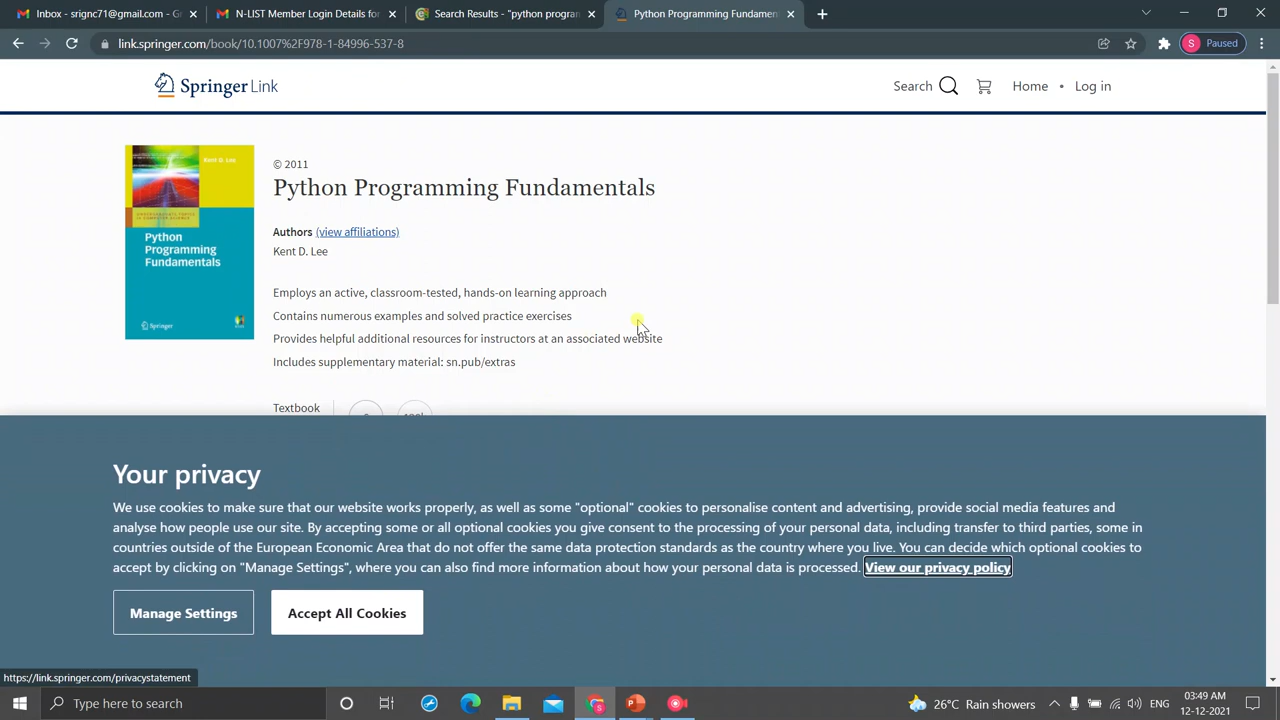 Inbox - srignc71@gmail.com - G
N-LIST Member Login Details for
Search Results - "python progran
Python Programming Fundamen
link.springer.com/book/10.1007%2F978-1-84996-537-8
S Paused
Springer Link
Search
Home • Log in
Kent D. Lee
UNDERGRADUATE TOPICS IN COMPUTER SCIENCE
Python
Programming
Fundamentals
Springer
© 2011
Python Programming Fundamentals
Authors (view affiliations)
Kent D. Lee
Employs an active, classroom-tested, hands-on learning approach
Contains numerous examples and solved practice exercises
Provides helpful additional resources for instructors at an associated website
Includes supplementary material: sn.pub/extras
Textbook
Your privacy
We use cookies to make sure that our website works properly, as well as some "optional" cookies to personalise content and advertising, provide social media features and
analyse how people use our site. By accepting some or all optional cookies you give consent to the processing of your personal data, including transfer to third parties, some in
countries outside of the European Economic Area that do not offer the same data protection standards as the country where you live. You can decide which optional cookies to
accept by clicking on "Manage Settings", where you can also find more information about how your personal data is processed. View our privacy policy
Manage Settings
Accept All Cookies
https://link.springer.com/privacystatement
Type here to search
26°C Rain showers
ENG
03:49 AM
12-12-2021